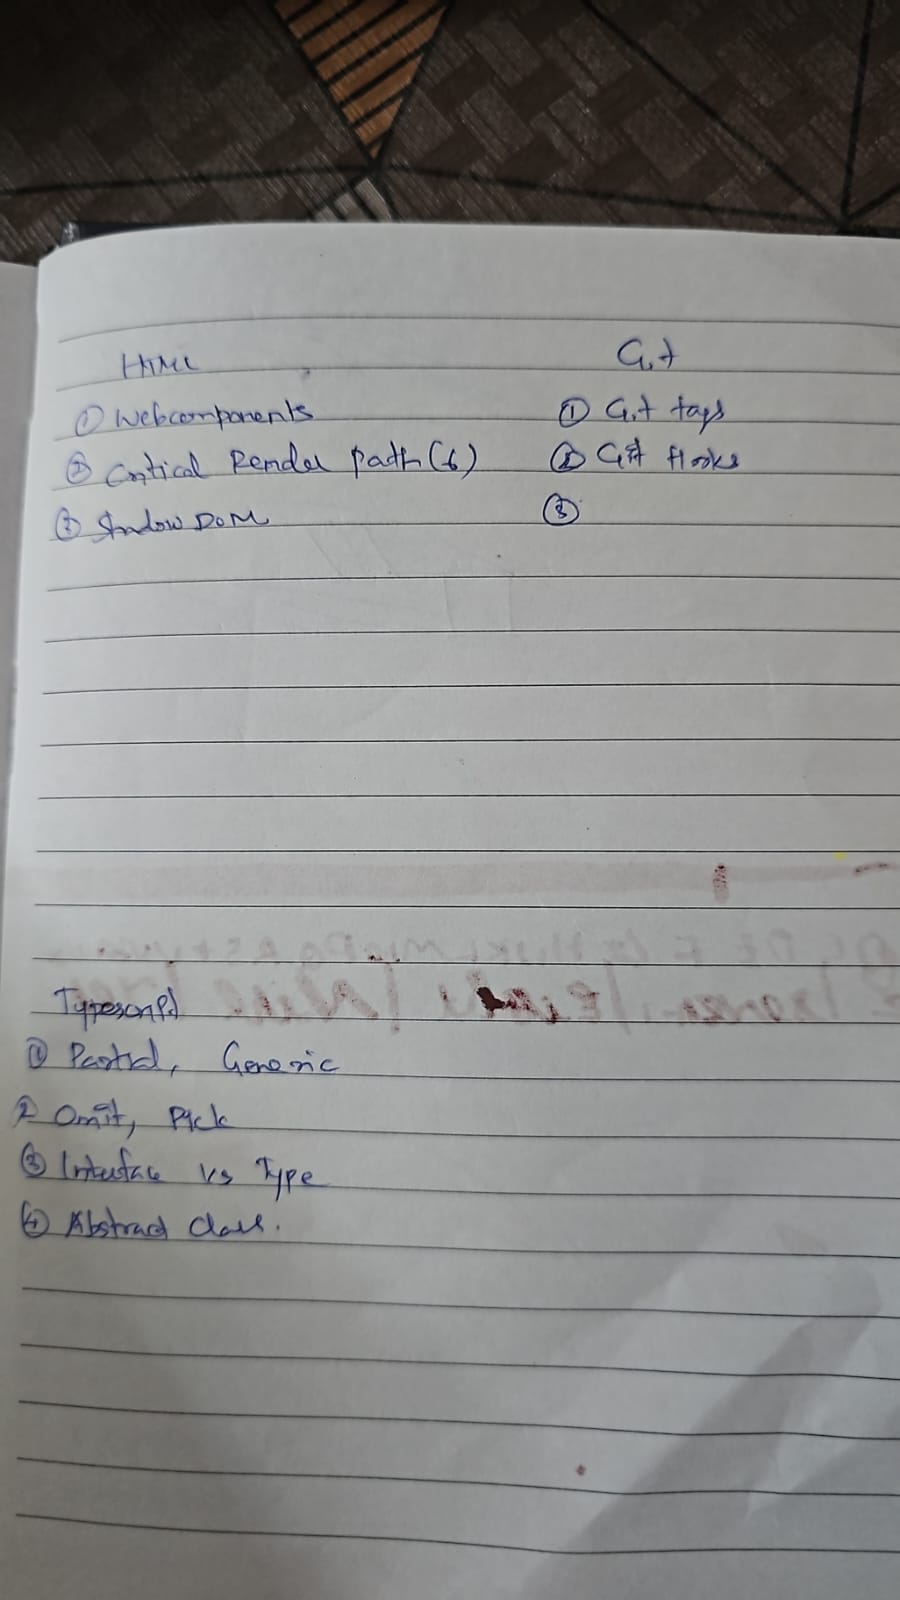 HTML
① Webcomponents
② Critical Render path (6)
③ Shadow DOM
Git
① Git tags
② Git Hooks
③
Typescript
① Partial, Generic
2 Omit, Pick
③ Interface vs Type
④ Abstract Class.